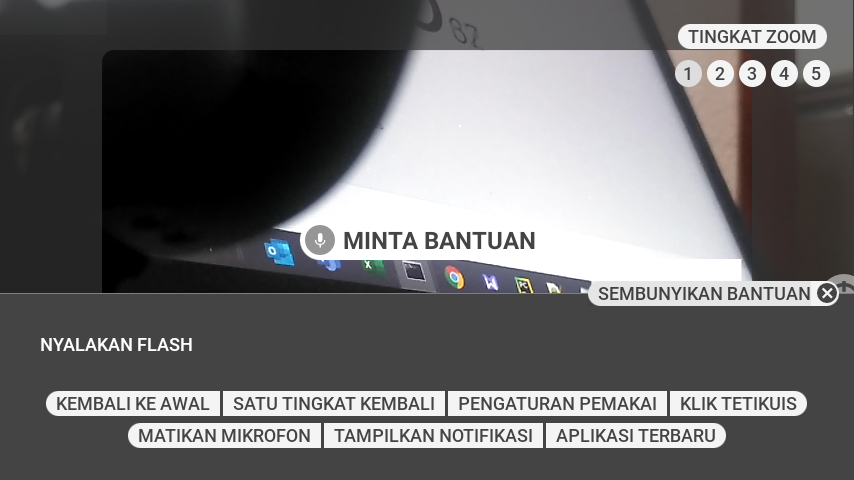 TINGKAT ZOOM
1 2 3 4 5
MINTA BANTUAN
SEMBUNYIKAN BANTUAN
NYALAKAN FLASH
KEMBALI KE AWAL SATU TINGKAT KEMBALI PENGATURAN PEMAKAI KLIK TETIKUIS
MATIKAN MIKROFON TAMPILKAN NOTIFIKASI APLIKASI TERBARU